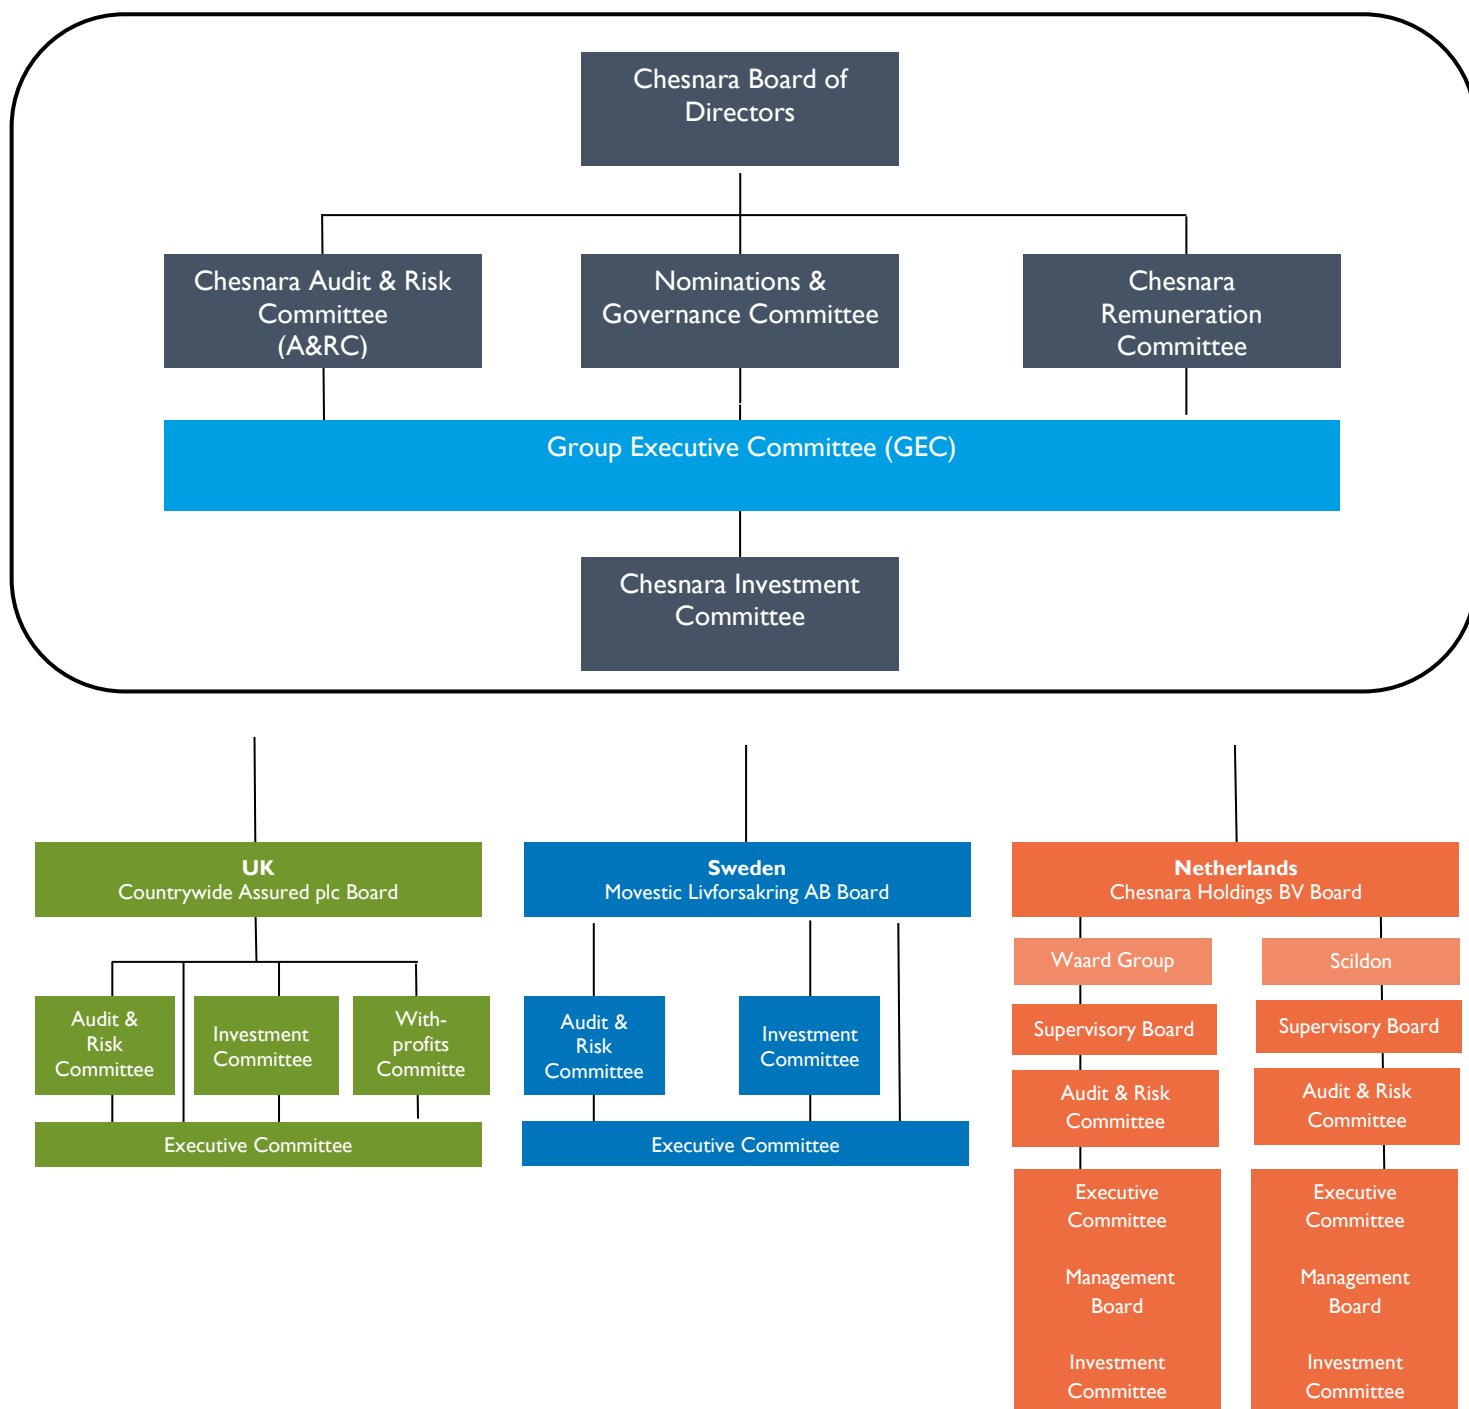 Chesnara Board of
Directors
Chesnara Audit & Risk
Committee
(A&RC)
Nominations &
Governance Committee
Chesnara
Remuneration
Committee
Group Executive Committee (GEC)
Chesnara Investment
Committee
UK
Countrywide Assured plc Board
Audit &
Risk
Committee
Investment
Committee
With-
profits
Committe
Executive Committee
Sweden
Movestic Livforsakring AB Board
Audit &
Risk
Committee
Investment
Committee
Executive Committee
Netherlands
Chesnara Holdings BV Board
Waard Group
Supervisory Board
Audit & Risk
Committee
Executive
Committee
Management
Board
Investment
Committee
Scildon
Supervisory Board
Audit & Risk
Committee
Executive
Committee
Management
Board
Investment
Committee